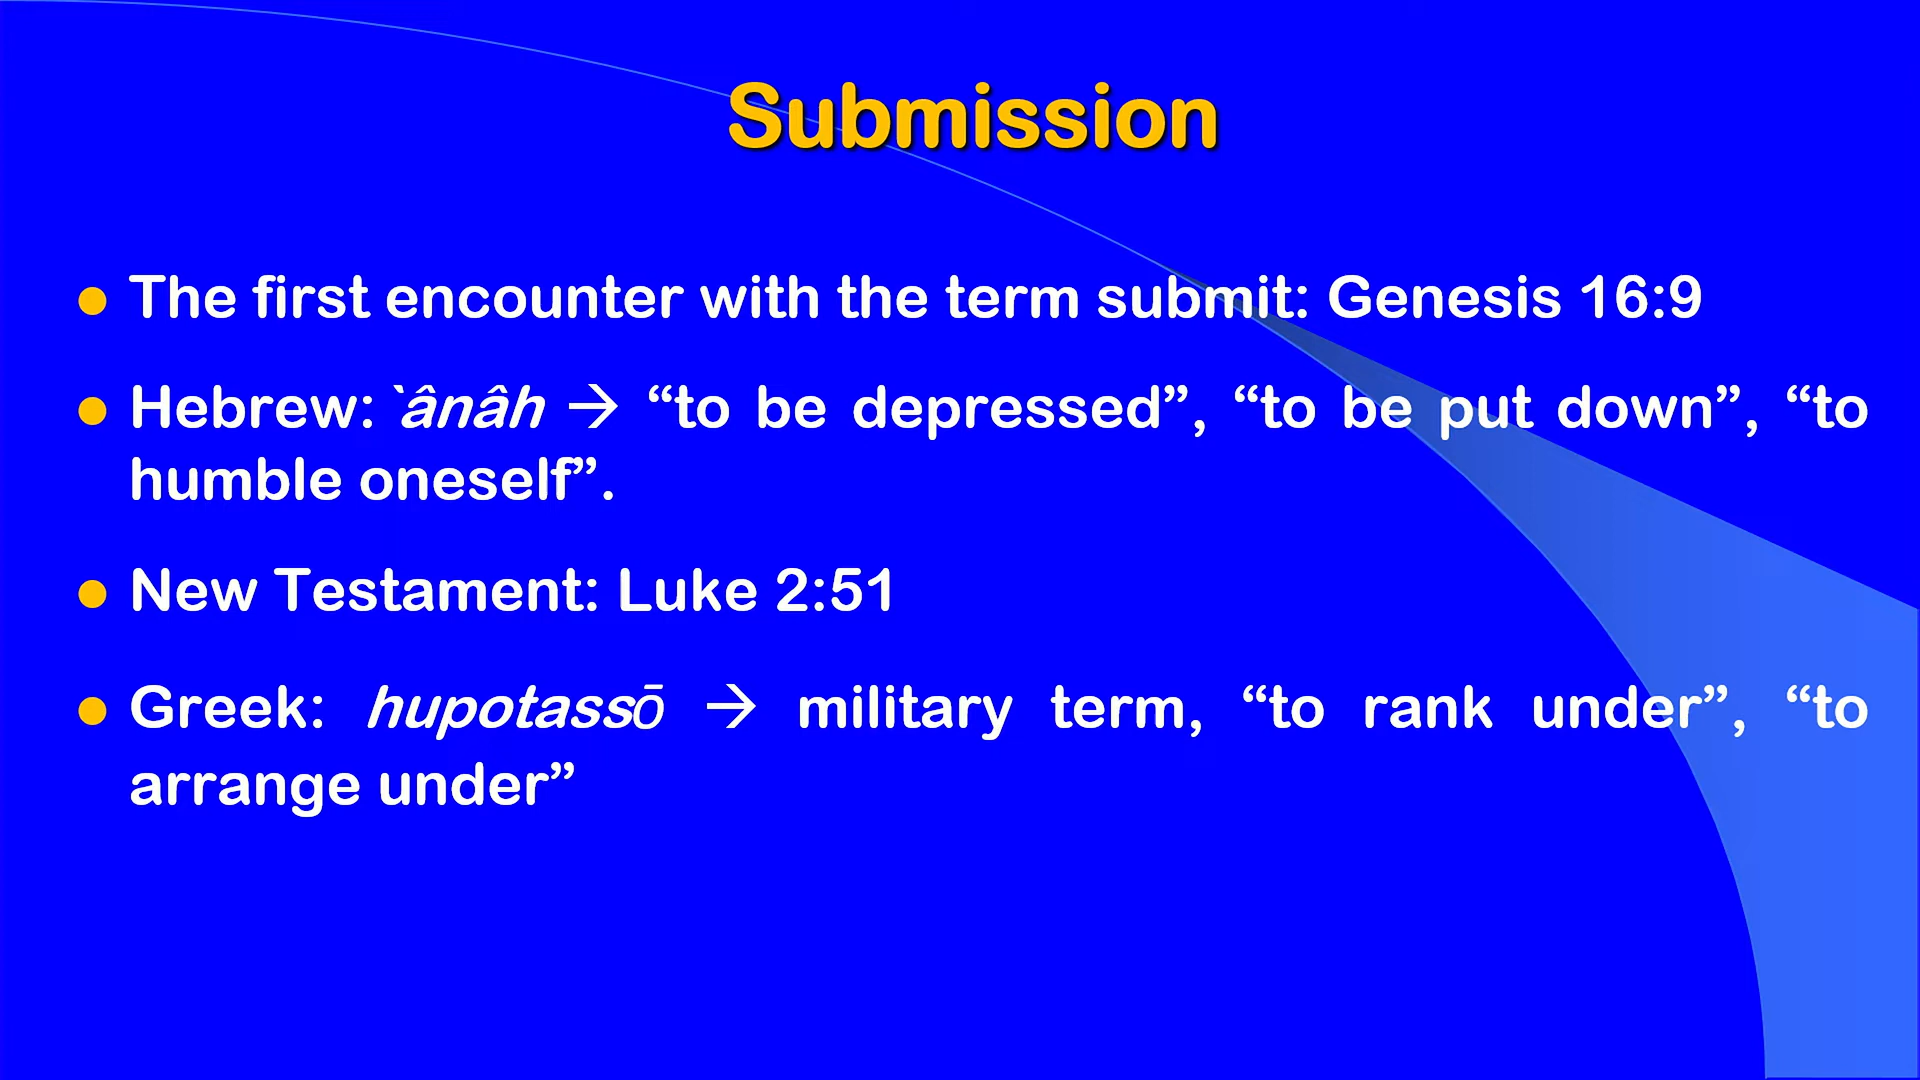 Submission
● The first encounter with the term submit: Genesis 16:9
● Hebrew: `ânâh → “to be depressed”, “to be put down”, “to
humble oneself”.
● New Testament: Luke 2:51
● Greek: hupotassō → military term, “to rank under”, “to
arrange under”